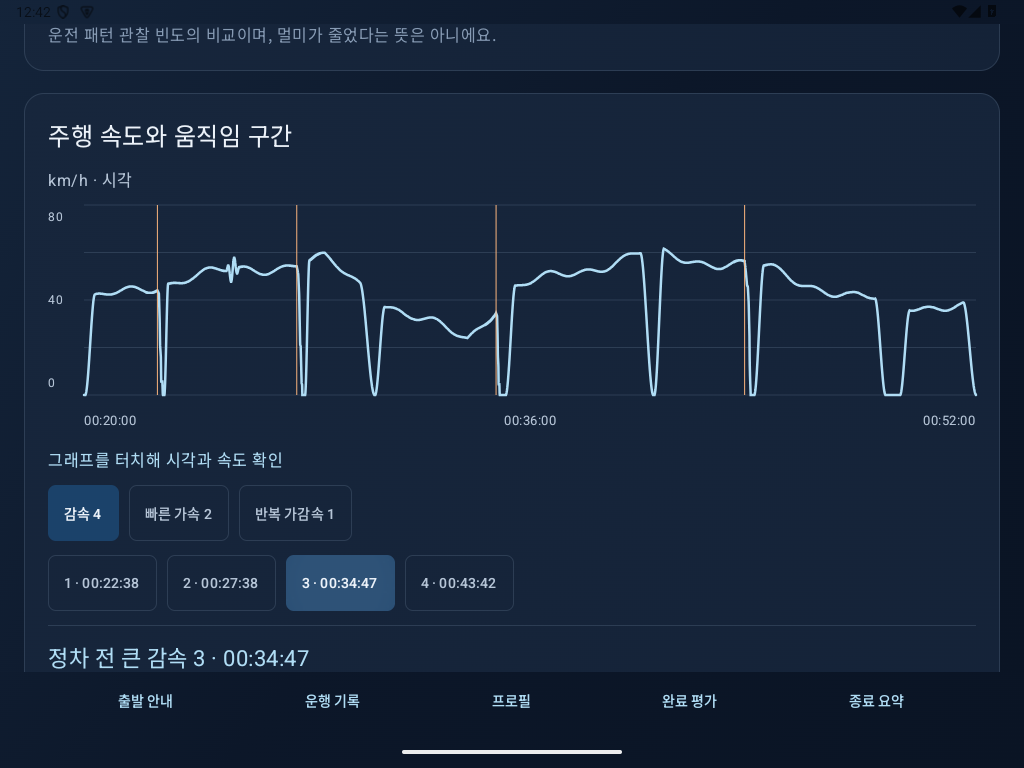 12:42
운전 패턴 관찰 빈도의 비교이며, 멀미가 줄었다는 뜻은 아니에요.
주행 속도와 움직임 구간
km/h · 시각
80
40
0
00:20:00 00:36:00 00:52:00
그래프를 터치해 시각과 속도 확인
감속 4 빠른 가속 2 반복 가감속 1
1 · 00:22:38 2 · 00:27:38 3 · 00:34:47 4 · 00:43:42
정차 전 큰 감속 3 · 00:34:47
출발 안내 운행 기록 프로필 완료 평가 종료 요약